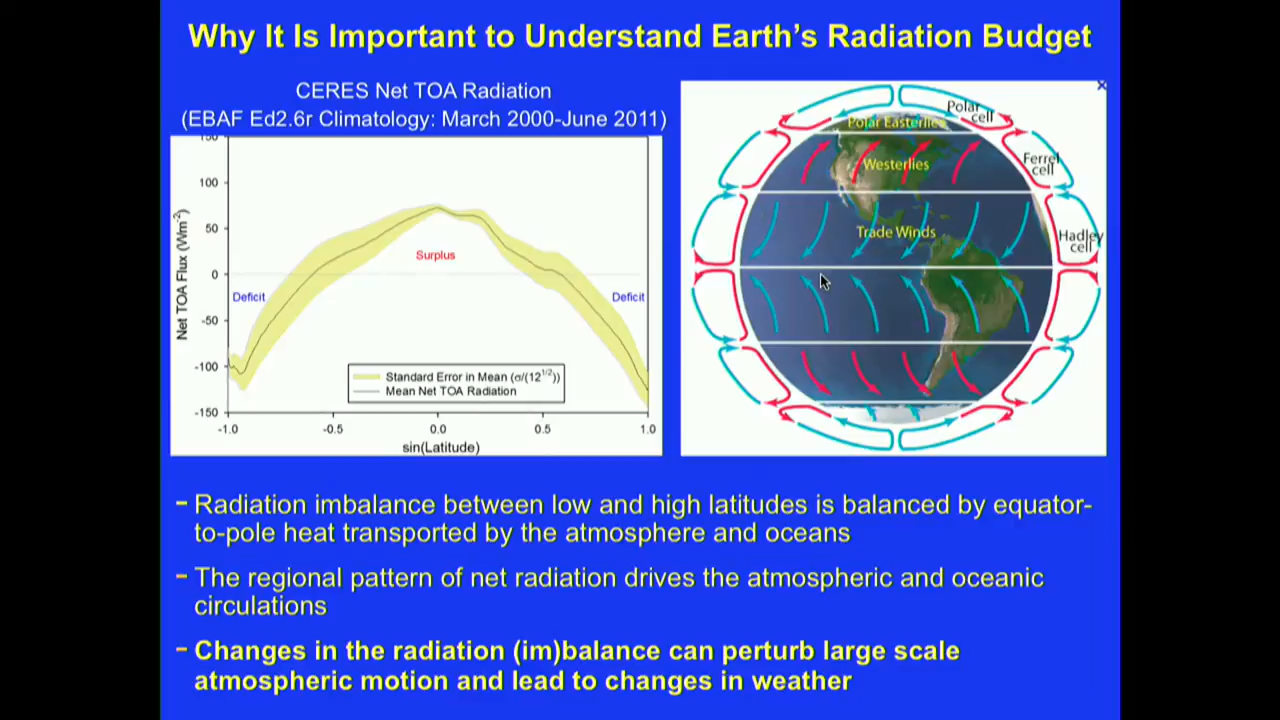 Why It Is Important to Understand Earth's Radiation Budget
CERES Net TOA Radiation
(EBAF Ed2.6r Climatology: March 2000-June 2011)
150
100
50
0
-50
-100
-150
Net TOA Flux (Wm-2)
Surplus
Deficit
Deficit
Standard Error in Mean (σ/(12^1/2))
Mean Net TOA Radiation
-1.0
-0.5
0.0
0.5
1.0
sin(Latitude)
Polar
cell
Polar Easterlies
Ferrel
cell
Westerlies
Trade Winds
Hadley
cell
– Radiation imbalance between low and high latitudes is balanced by equator-
to-pole heat transported by the atmosphere and oceans
– The regional pattern of net radiation drives the atmospheric and oceanic
circulations
– Changes in the radiation (im)balance can perturb large scale
atmospheric motion and lead to changes in weather